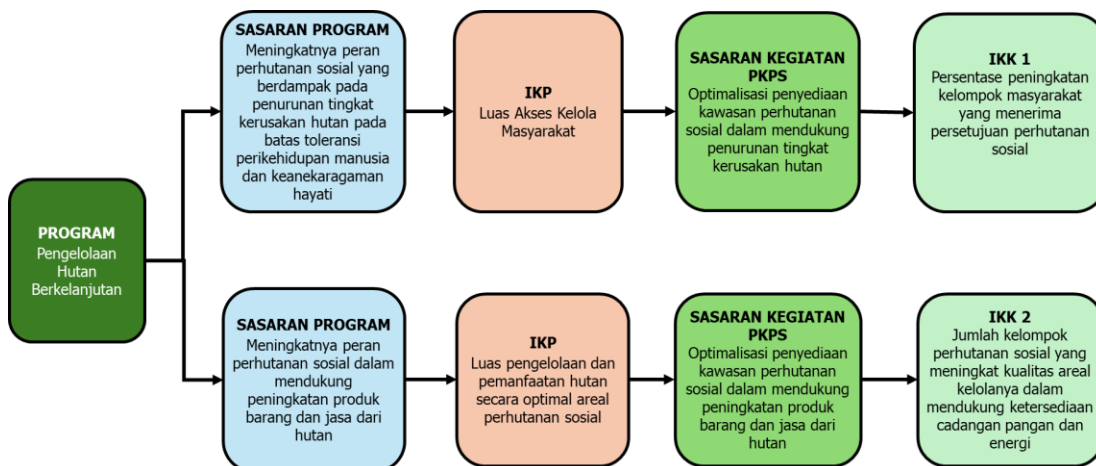 PROGRAM
Pengelolaan
Hutan
Berkelanjutan
SASARAN PROGRAM
Meningkatnya peran
perhutanan sosial yang
berdampak pada
penurunan tingkat
kerusakan hutan pada
batas toleransi
perikehidupan manusia
dan keanekaragaman
hayati
IKP
Luas Akses Kelola
Masyarakat
SASARAN KEGIATAN
PKPS
Optimalisasi penyediaan
kawasan perhutanan
sosial dalam mendukung
penurunan tingkat
kerusakan hutan
IKK 1
Persentase peningkatan
kelompok masyarakat
yang menerima
persetujuan perhutanan
sosial
SASARAN PROGRAM
Meningkatnya peran
perhutanan sosial dalam
mendukung
peningkatan produk
barang dan jasa dari
hutan
IKP
Luas pengelolaan dan
pemanfaatan hutan
secara optimal areal
perhutanan sosial
SASARAN KEGIATAN
PKPS
Optimalisasi penyediaan
kawasan perhutanan
sosial dalam mendukung
peningkatan produk
barang dan jasa dari
hutan
IKK 2
Jumlah kelompok
perhutanan sosial yang
meningkat kualitas areal
kelolanya dalam
mendukung ketersediaan
cadangan pangan dan
energi